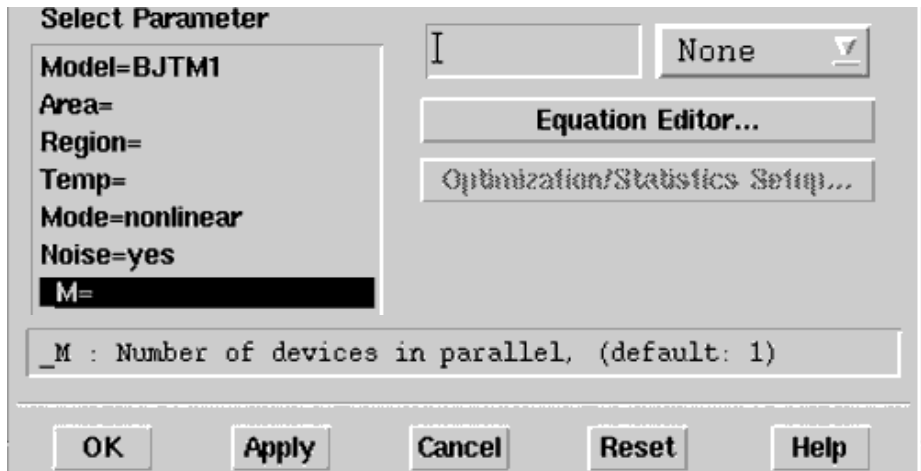 Select Parameter
Model=BJTM1
Area=
Region=
Temp=
Mode=nonlinear
Noise=yes
_M=
None
Equation Editor...
Optimization/Statistics Setup...
_M : Number of devices in parallel, (default: 1)
OK Apply Cancel Reset Help